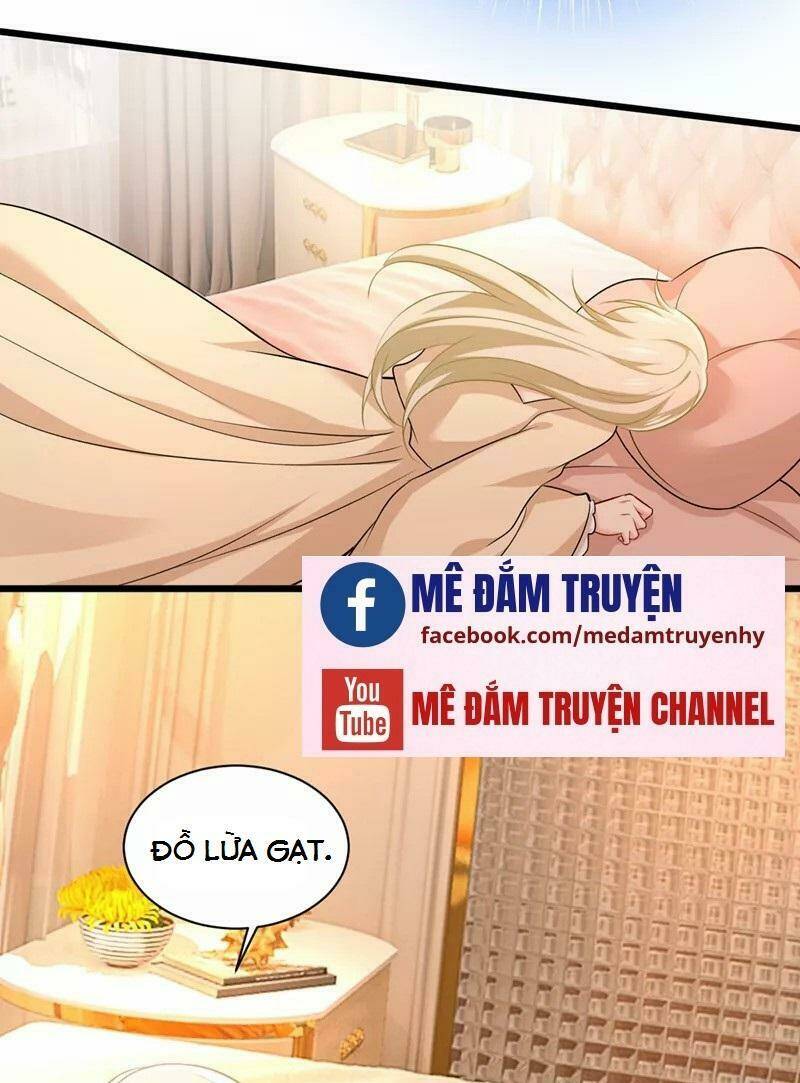 MÊ ĐẮM TRUYỆN
facebook.com/medamtruyenhy
You
Tube
MÊ ĐẮM TRUYỆN CHANNEL
ĐỒ LỪA GẠT.